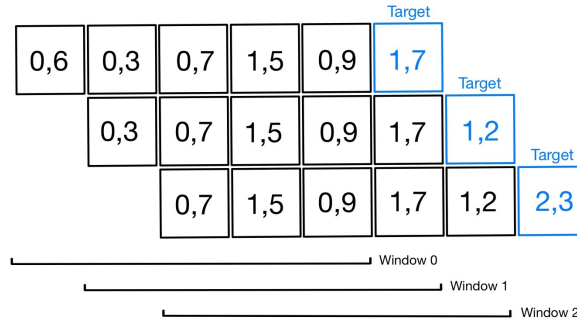 Target
0,6 0,3 0,7 1,5 0,9 1,7
Target
0,3 0,7 1,5 0,9 1,7 1,2
Target
0,7 1,5 0,9 1,7 1,2 2,3
Window 0
Window 1
Window 2